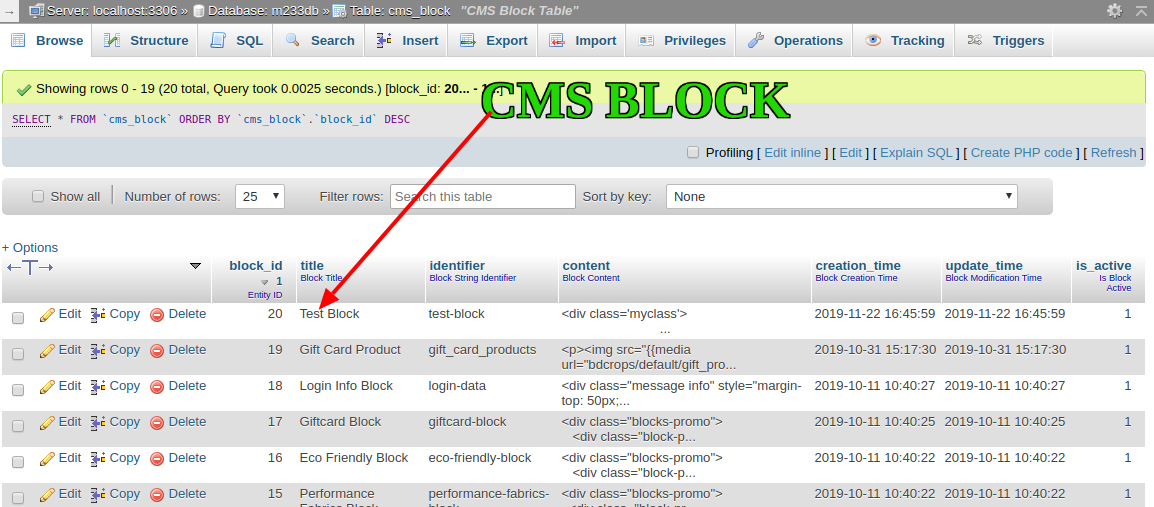 Server: localhost:3306 » Database: m233db » Table: cms_block "CMS Block Table"
Browse Structure SQL Search Insert Export Import Privileges Operations Tracking Triggers
Showing rows 0 - 19 (20 total, Query took 0.0025 seconds.) [block_id: 20... -
CMS BLOCK
SELECT * FROM `cms_block` ORDER BY `cms_block`.`block_id` DESC
Profiling [ Edit inline ] [ Edit ] [ Explain SQL ] [ Create PHP code ] [ Refresh ]
Show all Number of rows: 25 Filter rows: Search this table Sort by key: None
+ Options
block_id title identifier content creation_time update_time is_active
1 Block Title Block String Identifier Block Content Block Creation Time Block Modification Time Is Block
Entity ID Active
Edit Copy Delete 20 Test Block test-block <div class='myclass'> 2019-11-22 16:45:59 2019-11-22 16:45:59 1
...
Edit Copy Delete 19 Gift Card Product gift_card_products <p><img src="{{media 2019-10-31 15:17:30 2019-10-31 15:17:30 1
url="bdcrops/default/gift_pro...
Edit Copy Delete 18 Login Info Block login-data <div class="message info" style="margin- 2019-10-11 10:40:27 2019-10-11 10:40:27 1
top: 50px;...
Edit Copy Delete 17 Giftcard Block giftcard-block <div class="blocks-promo"> 2019-10-11 10:40:25 2019-10-11 10:40:25 1
<div class="block-p...
Edit Copy Delete 16 Eco Friendly Block eco-friendly-block <div class="blocks-promo"> 2019-10-11 10:40:22 2019-10-11 10:40:22 1
<div class="block-p...
Edit Copy Delete 15 Performance performance-fabrics- <div class="blocks-promo"> 2019-10-11 10:40:22 2019-10-11 10:40:22 1